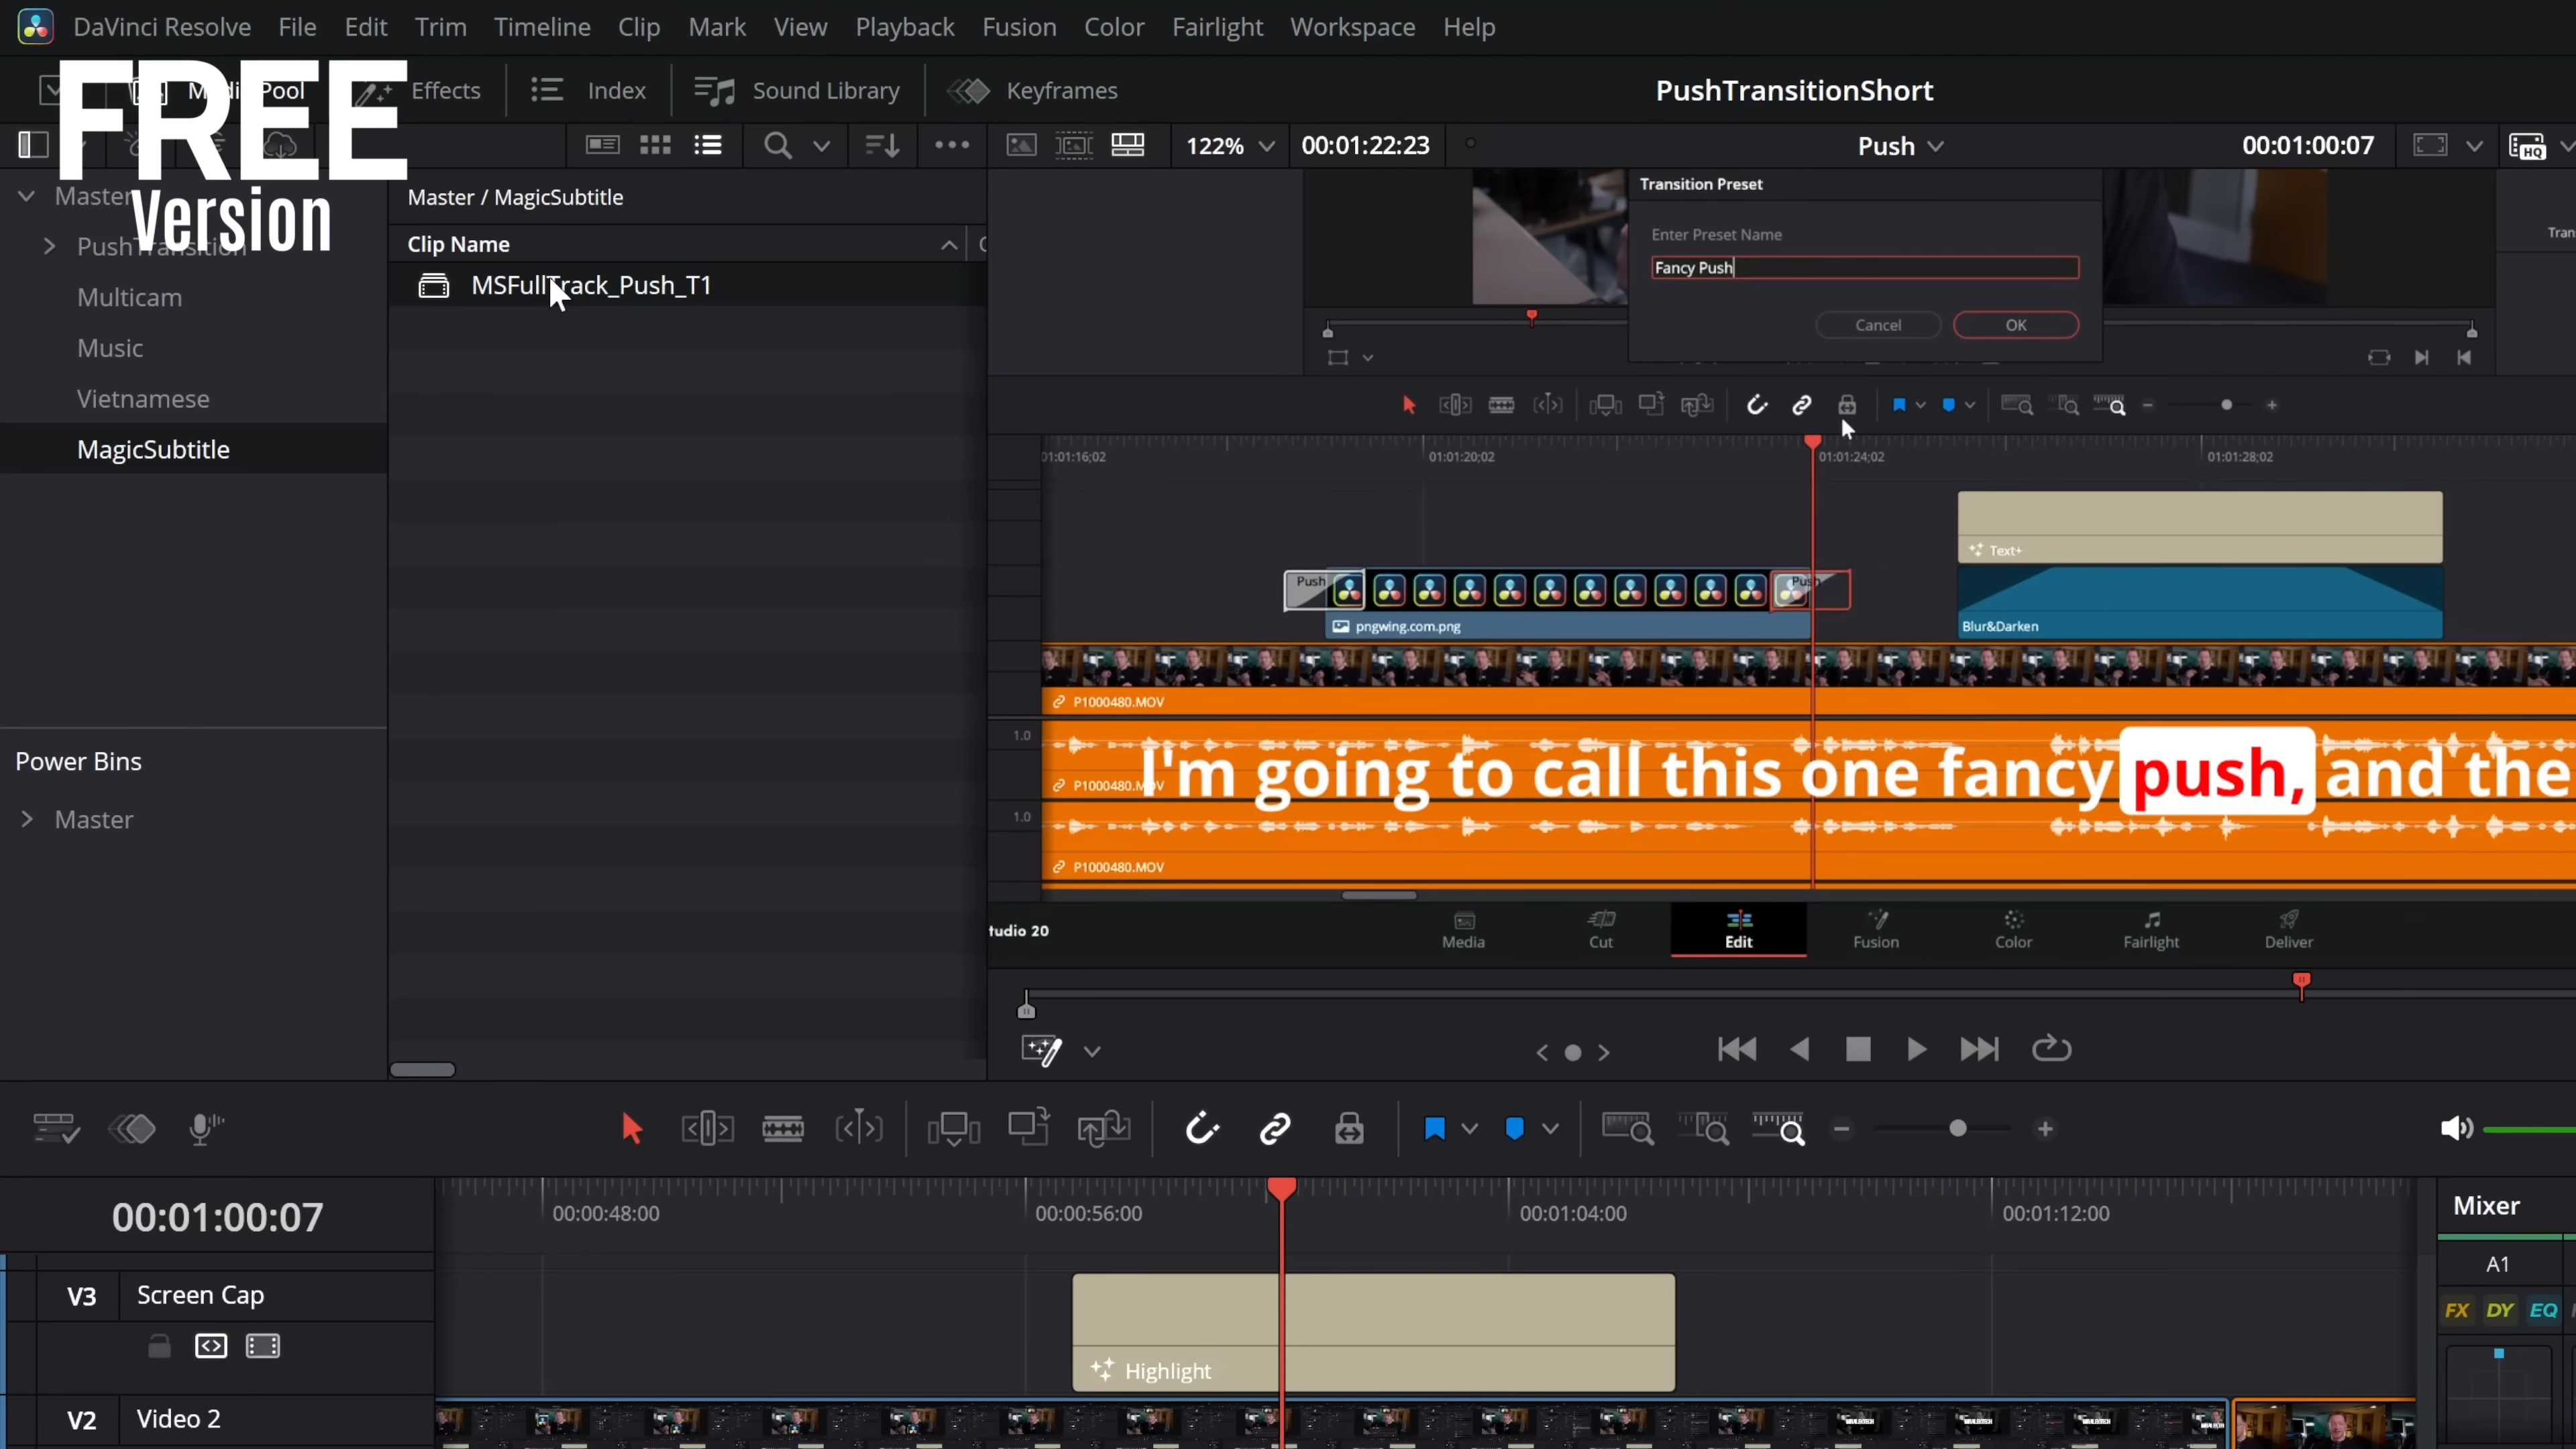 DaVinci Resolve File Edit Trim Timeline Clip Mark View Playback Fusion Color Fairlight Workspace Help
FREE
Version
Media Pool Effects Index Sound Library Keyframes PushTransitionShort
122% 00:01:22:23 Push 00:01:00:07 HQ
Master
PushTransition
Multicam
Music
Vietnamese
MagicSubtitle
Power Bins
Master
Master / MagicSubtitle
Clip Name
MSFullTrack_Push_T1
Transition Preset
Enter Preset Name
Fancy Push
Cancel OK
Tran
01:01:16;02 01:01:20;02 01:01:24;02 01:01:28;02
Text+
Push Push
pngwing.com.png Blur&Darken
P1000480.MOV
1.0
I'm going to call this one fancy push, and the
P1000480.MOV
1.0
P1000480.MOV
tudio 20
Media Cut Edit Fusion Color Fairlight Deliver
00:01:00:07
00:00:48:00 00:00:56:00 00:01:04:00 00:01:12:00
Mixer
A1
FX DY EQ
V3 Screen Cap
Highlight
V2 Video 2